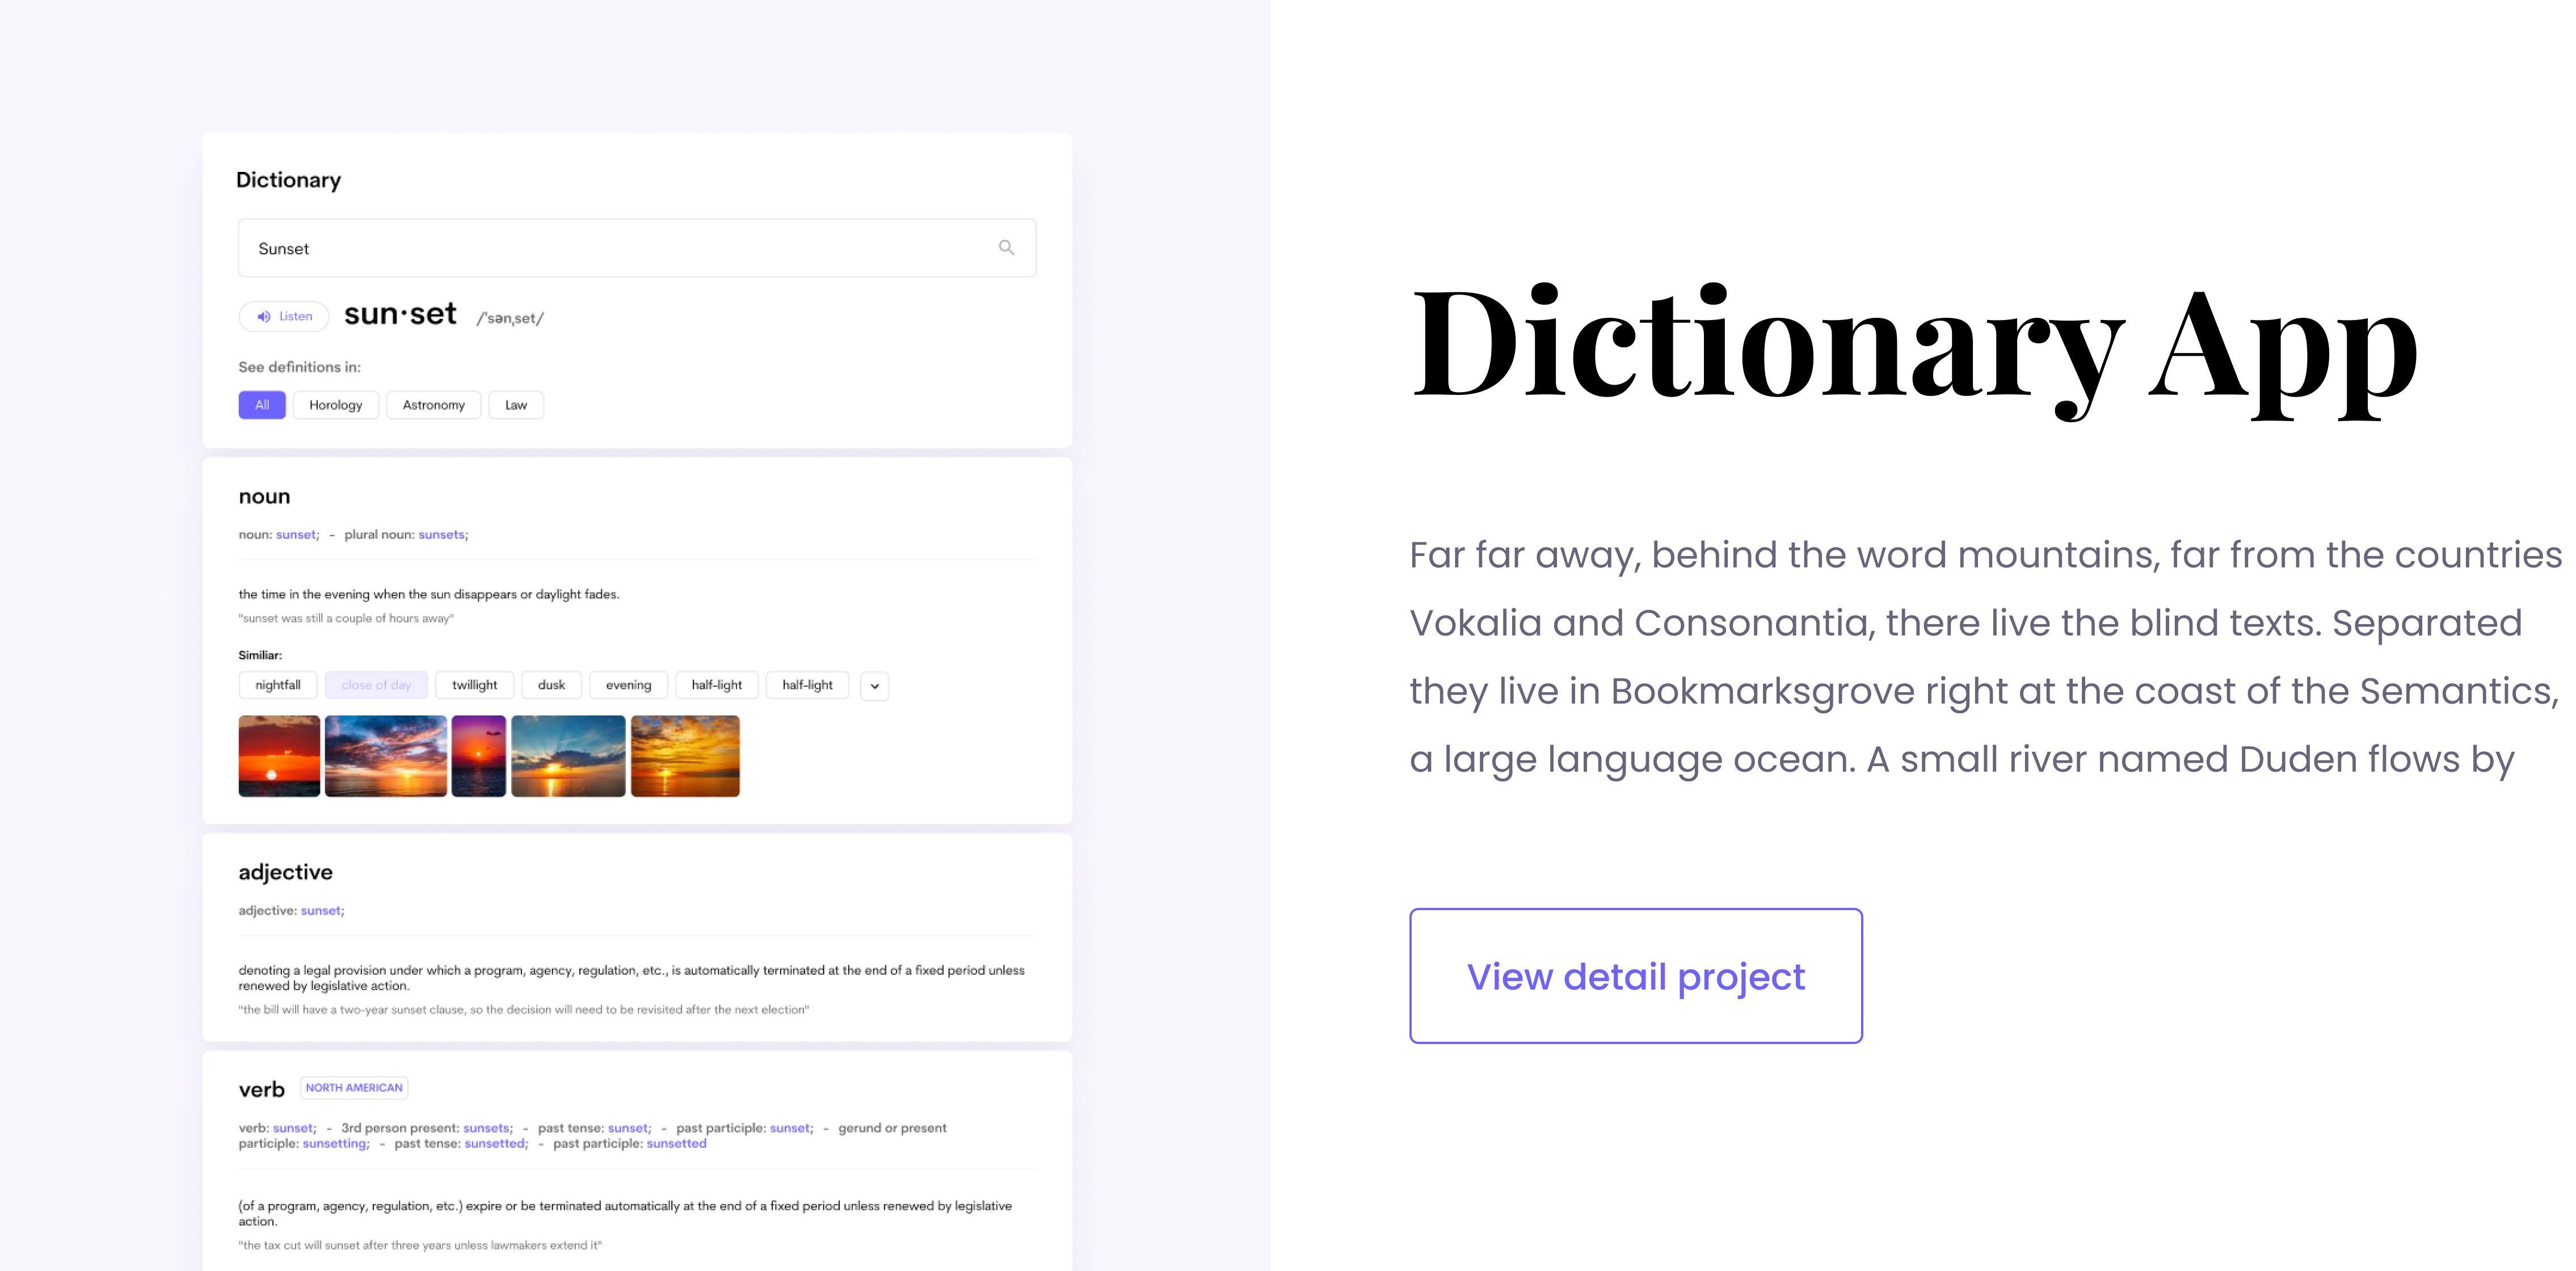 Dictionary
Sunset
Listen sun·set /ˈsənˌset/
See definitions in:
All Horology Astronomy Law
noun
noun: sunset; - plural noun: sunsets;
the time in the evening when the sun disappears or daylight fades.
"sunset was still a couple of hours away"
Similiar:
nightfall close of day twillight dusk evening half-light half-light
adjective
adjective: sunset;
denoting a legal provision under which a program, agency, regulation, etc., is automatically terminated at the end of a fixed period unless
renewed by legislative action.
"the bill will have a two-year sunset clause, so the decision will need to be revisited after the next election"
verb NORTH AMERICAN
verb: sunset; - 3rd person present: sunsets; - past tense: sunset; - past participle: sunset; - gerund or present
participle: sunsetting; - past tense: sunsetted; - past participle: sunsetted
(of a program, agency, regulation, etc.) expire or be terminated automatically at the end of a fixed period unless renewed by legislative
action.
"the tax cut will sunset after three years unless lawmakers extend it"
Dictionary App
Far far away, behind the word mountains, far from the countries
Vokalia and Consonantia, there live the blind texts. Separated
they live in Bookmarksgrove right at the coast of the Semantics,
a large language ocean. A small river named Duden flows by
View detail project